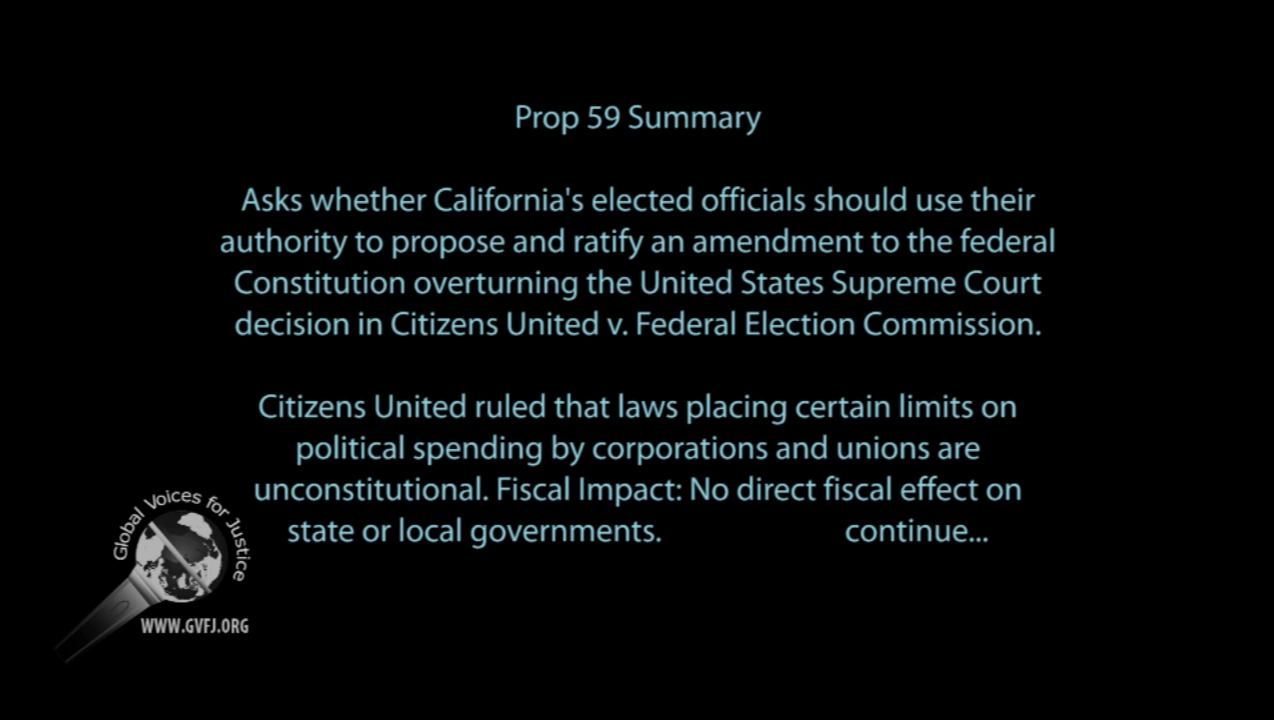 Prop 59 Summary
Asks whether California's elected officials should use their
authority to propose and ratify an amendment to the federal
Constitution overturning the United States Supreme Court
decision in Citizens United v. Federal Election Commission.
Citizens United ruled that laws placing certain limits on
political spending by corporations and unions are
unconstitutional. Fiscal Impact: No direct fiscal effect on
state or local governments. continue...
Global Voices for Justice
WWW.GVFJ.ORG